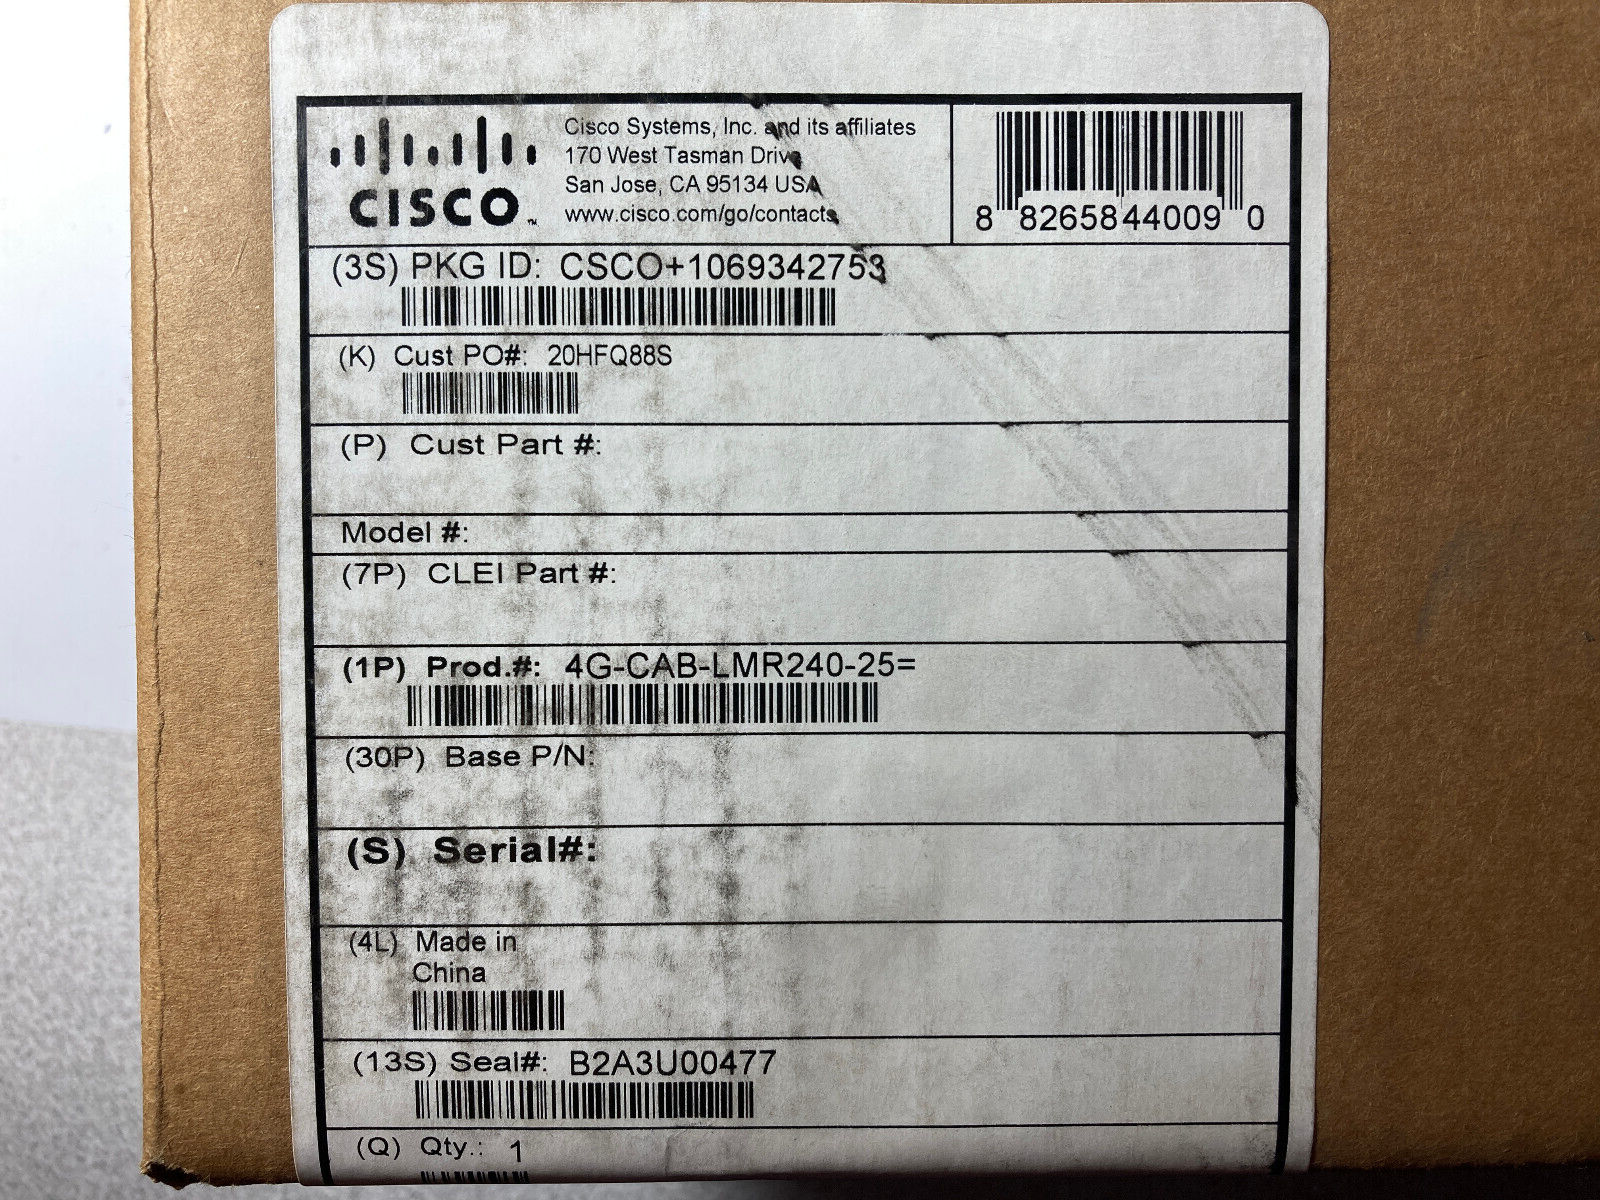 CISCO™
Cisco Systems, Inc. and its affiliates
170 West Tasman Drive
San Jose, CA 95134 USA
www.cisco.com/go/contacts
8 8265844009 0
(3S) PKG ID: CSCO+1069342753
(K) Cust PO#: 20HFQ88S
(P) Cust Part #:
Model #:
(7P) CLEI Part #:
(1P) Prod.#: 4G-CAB-LMR240-25=
(30P) Base P/N:
(S) Serial#:
(4L) Made in
China
(13S) Seal#: B2A3U00477
(Q) Qty.: 1